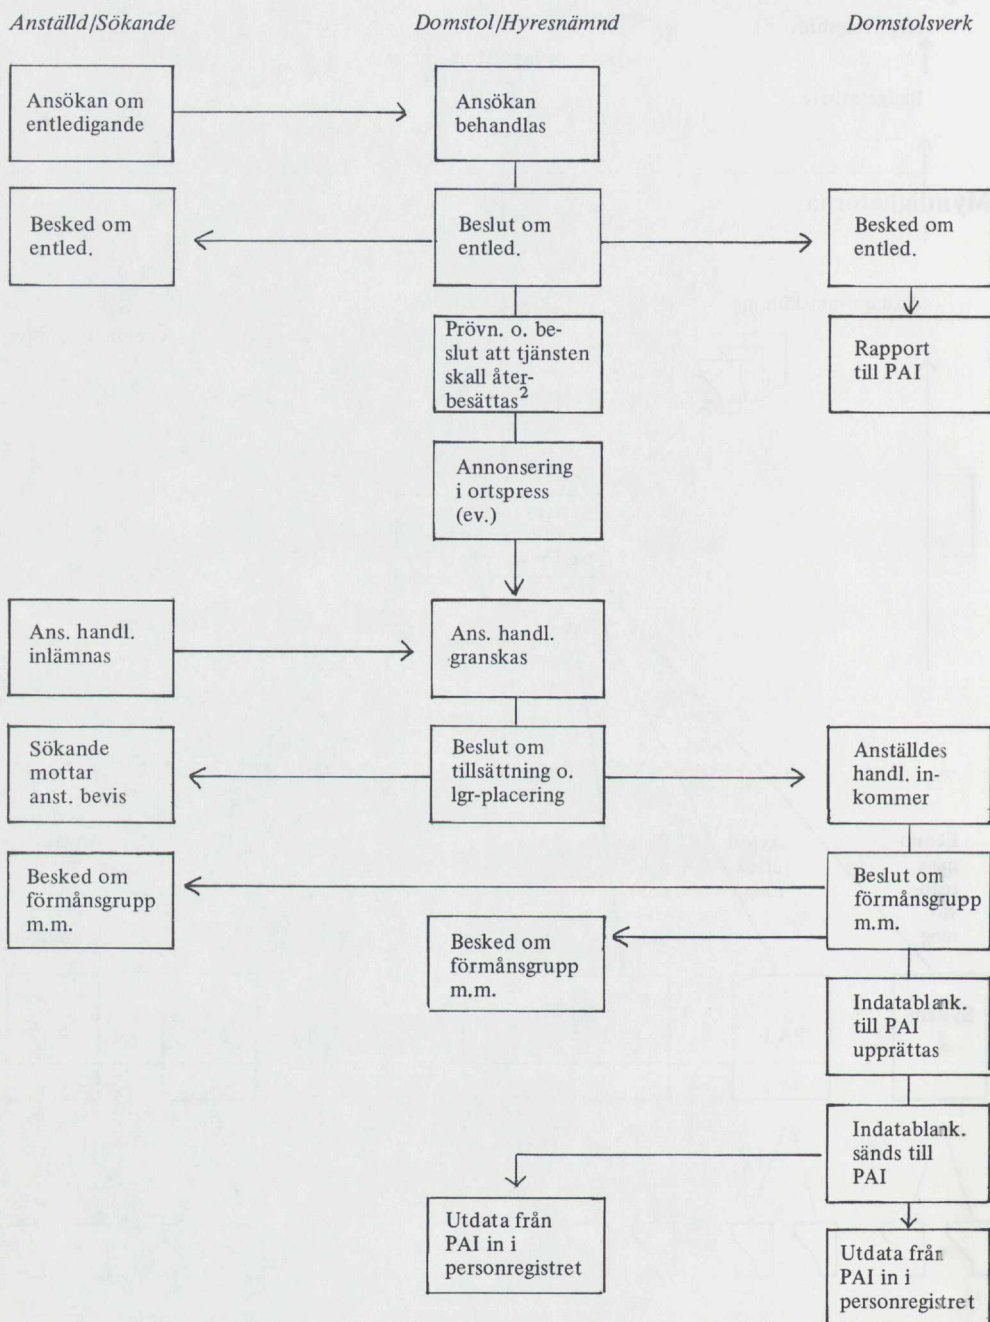 Anställd/Sökande
Domstol/Hyresnämnd
Domstolsverk
Ansökan om
entledigande
Ansökan
behandlas
Besked om
entled.
Beslut om
entled.
Besked om
entled.
Prövn. o. be-
slut att tjänsten
skall åter-
besättas²
Rapport
till PAI
Annonsering
i ortspress
(ev.)
Ans. handl.
inlämnas
Ans. handl.
granskas
Sökande
mottar
anst. bevis
Beslut om
tillsättning o.
lgr-placering
Anställdes
handl. in-
kommer
Besked om
förmånsgrupp
m.m.
Beslut om
förmånsgrupp
m.m.
Besked om
förmånsgrupp
m.m.
Indatablank.
till PAI
upprättas
Indatablank.
sänds till
PAI
Utdata från
PAI in i
personregistret
Utdata från
PAI in i
personregistret